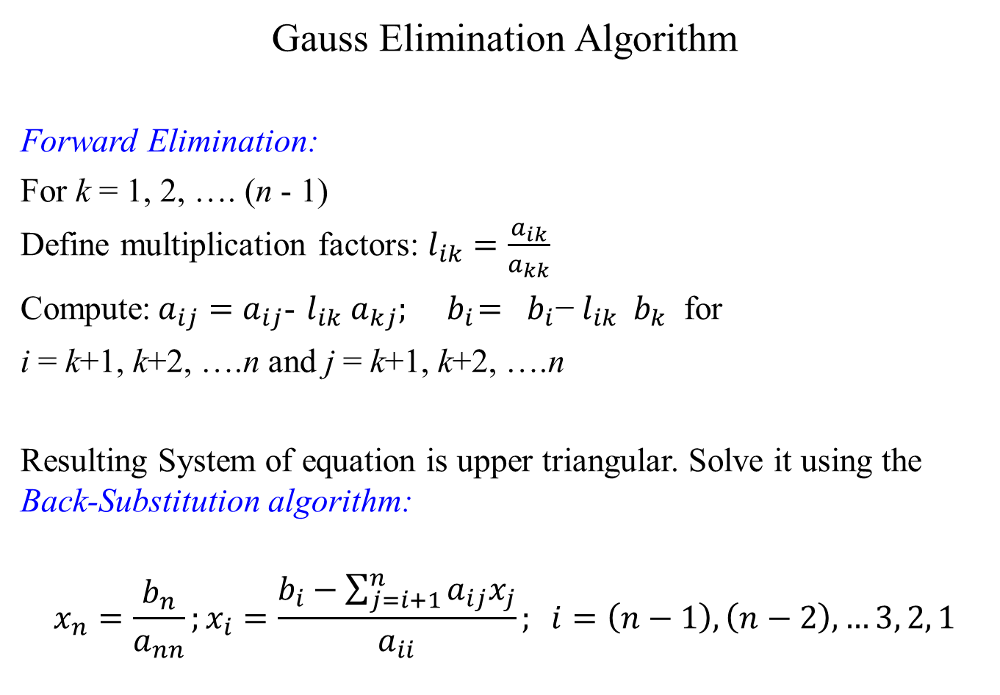 Gauss Elimination Algorithm
Forward Elimination:
For k = 1, 2, …. (n - 1)
Define multiplication factors: l_{ik} = \frac{a_{ik}}{a_{kk}}
Compute: a_{ij} = a_{ij}- l_{ik} a_{kj}; b_i = b_i − l_{ik} b_k for
i = k+1, k+2, ….n and j = k+1, k+2, ….n
Resulting System of equation is upper triangular. Solve it using the
Back-Substitution algorithm:
x_n = \frac{b_n}{a_{nn}}; x_i = \frac{b_i − \sum_{j=i+1}^{n} a_{ij}x_j}{a_{ii}}; i = (n − 1), (n − 2), … 3, 2, 1